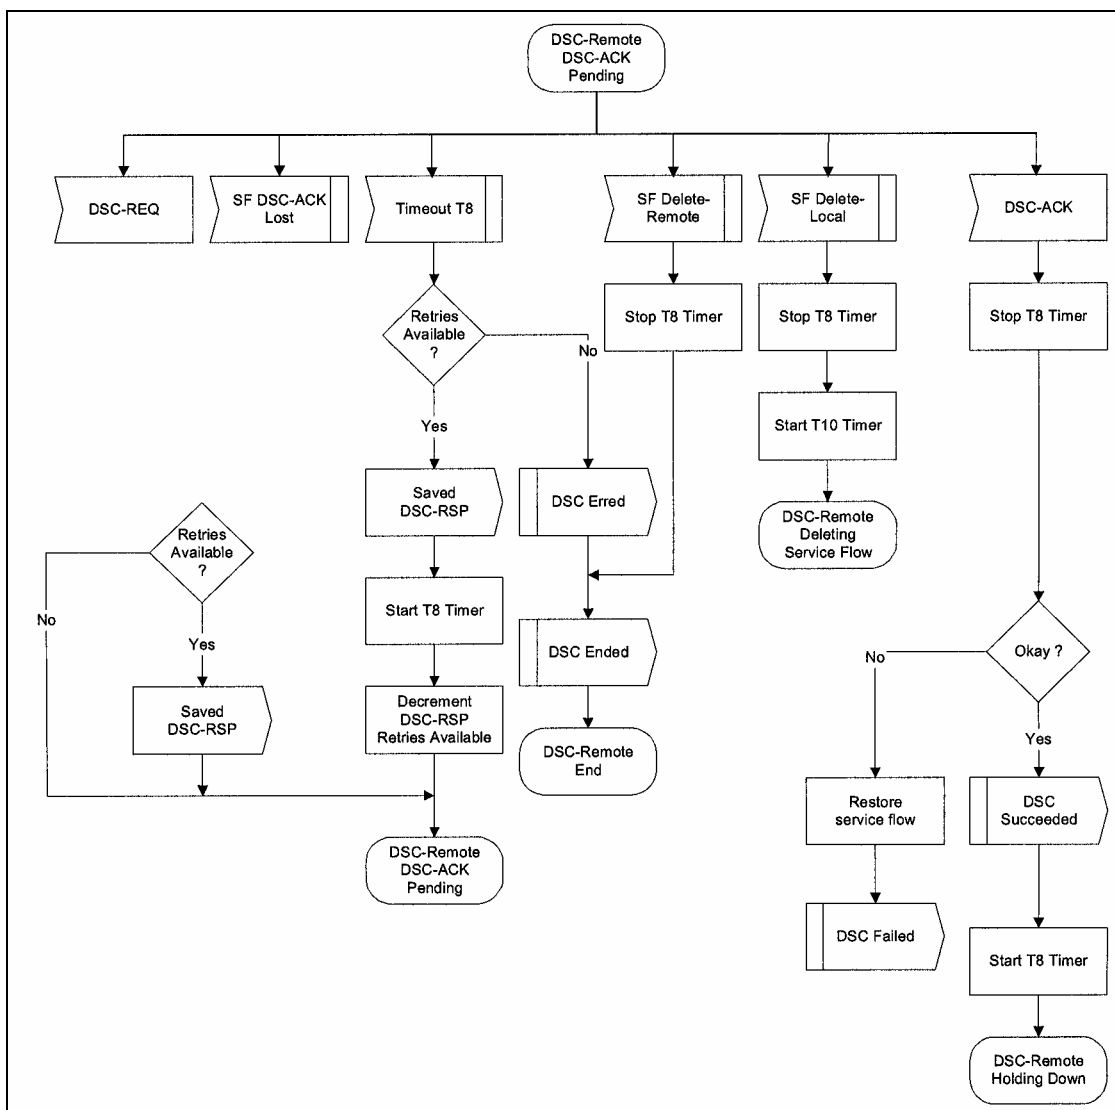 DSC-Remote
DSC-ACK
Pending
DSC-REQ
SF DSC-ACK
Lost
Timeout T8
SF Delete-
Remote
SF Delete-
Local
DSC-ACK
Retries
Available
?
No
Yes
Stop T8 Timer
Stop T8 Timer
Stop T8 Timer
Start T10 Timer
Saved
DSC-RSP
DSC Erred
DSC-Remote
Deleting
Service Flow
Retries
Available
?
No
Yes
Start T8 Timer
DSC Ended
Okay ?
No
Yes
Saved
DSC-RSP
Decrement
DSC-RSP
Retries Available
DSC-Remote
End
Restore
service flow
DSC
Succeeded
DSC-Remote
DSC-ACK
Pending
DSC Failed
Start T8 Timer
DSC-Remote
Holding Down